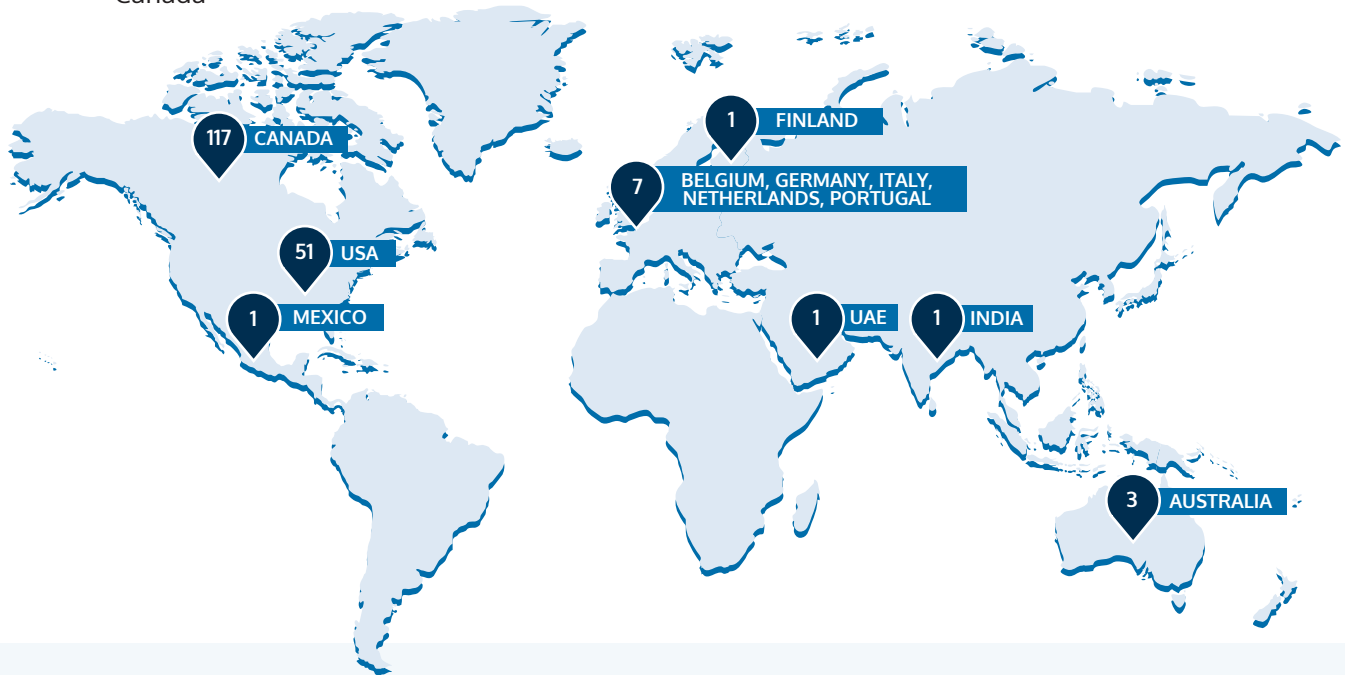 Canada
117
CANADA
1
FINLAND
7
BELGIUM, GERMANY, ITALY,
NETHERLANDS, PORTUGAL
51
USA
1
MEXICO
1
UAE
1
INDIA
3
AUSTRALIA